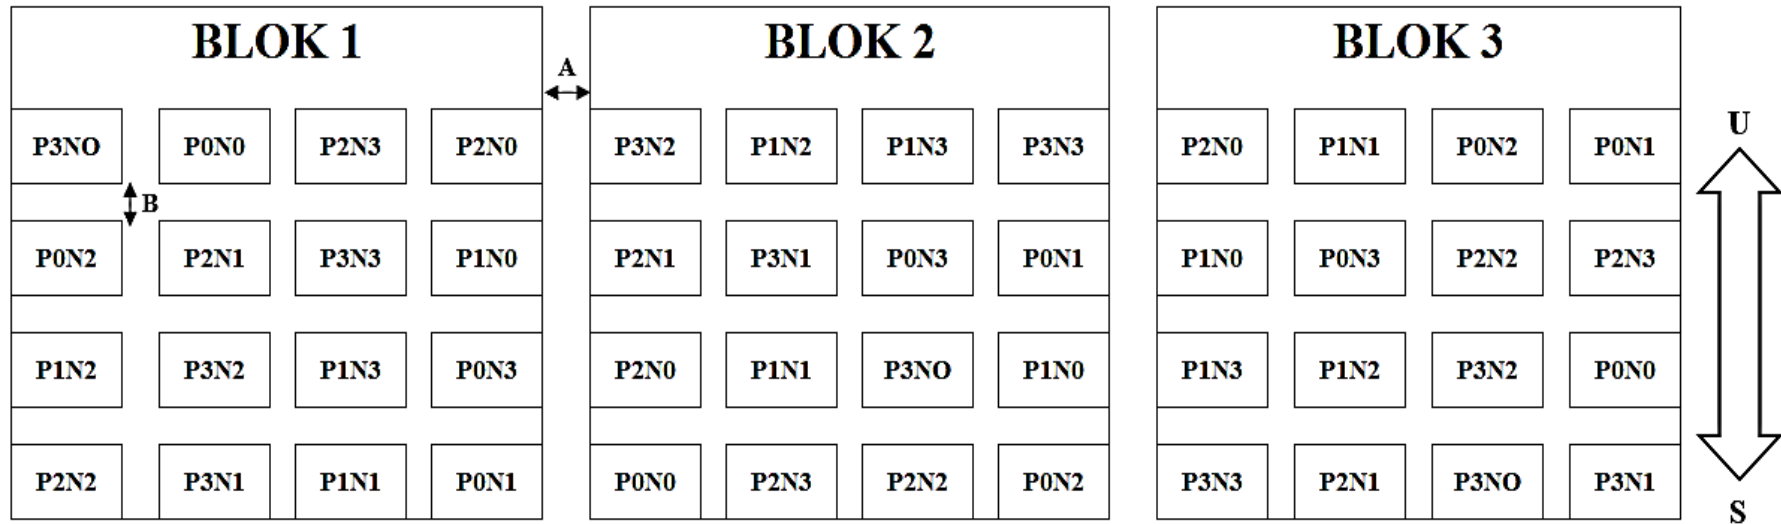 BLOK 1
A
BLOK 2
BLOK 3
P3NO P0N0 P2N3 P2N0 P3N2 P1N2 P1N3 P3N3 P2N0 P1N1 P0N2 P0N1
U
B
P0N2 P2N1 P3N3 P1N0 P2N1 P3N1 P0N3 P0N1 P1N0 P0N3 P2N2 P2N3
P1N2 P3N2 P1N3 P0N3 P2N0 P1N1 P3NO P1N0 P1N3 P1N2 P3N2 P0N0
P2N2 P3N1 P1N1 P0N1 P0N0 P2N3 P2N2 P0N2 P3N3 P2N1 P3NO P3N1
S